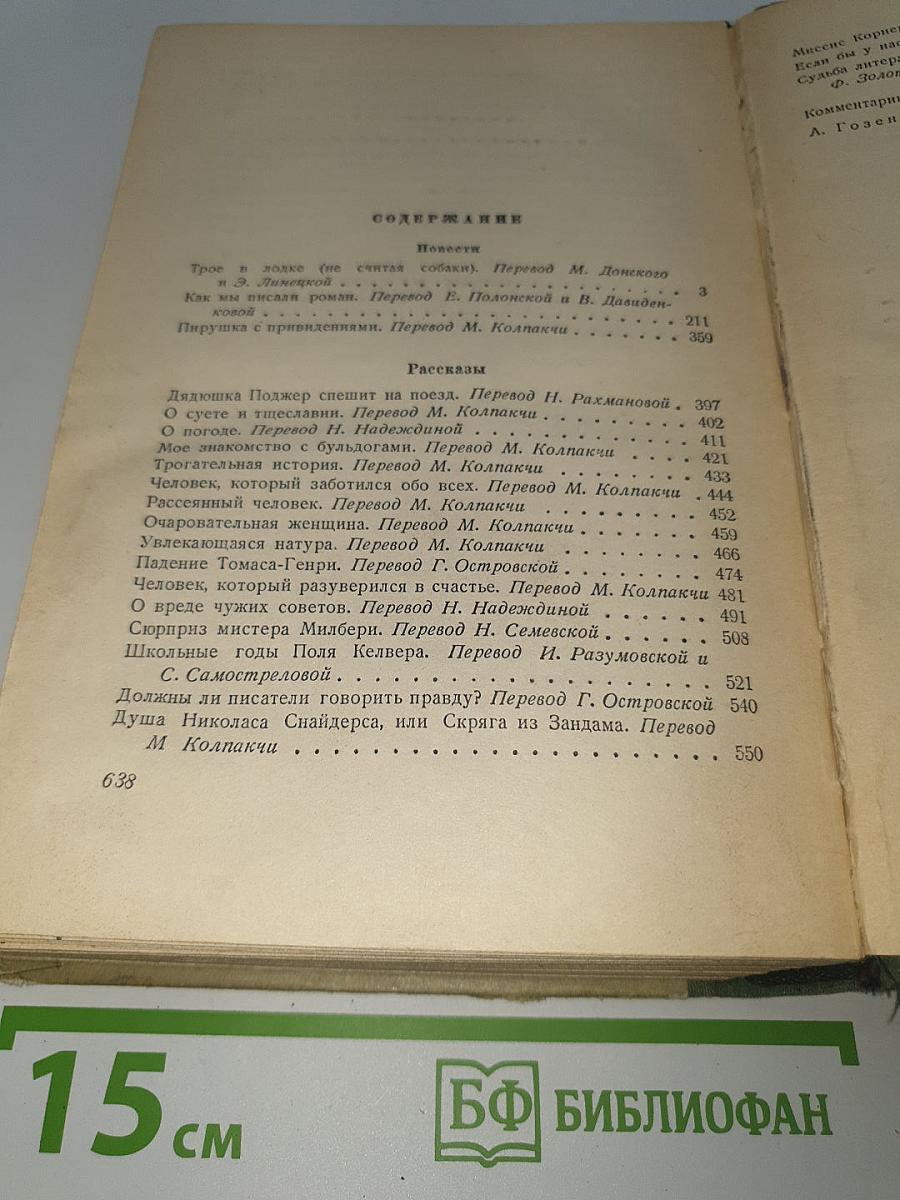 СОДЕРЖАНИЕ
Повести
Трое в лодке (не считая собаки). Перевод М. Донского
и Э. Линецкой . . . . . . . . . . . . . . . . . . . . . 3
Как мы писали роман. Перевод Е. Полонской и В. Давиден-
ковой . . . . . . . . . . . . . . . . . . . . . . . . . 211
Пирушка с привидениями. Перевод М. Колпакчи . . . . . . . 359
Рассказы
Дядюшка Поджер спешит на поезд. Перевод Н. Рахмановой . 397
О суете и тщеславии. Перевод М. Колпакчи . . . . . . . . . 402
О погоде. Перевод Н. Надеждиной . . . . . . . . . . . . . 411
Мое знакомство с бульдогами. Перевод М. Колпакчи . . . . 421
Трогательная история. Перевод М. Колпакчи . . . . . . . . 433
Человек, который заботился обо всех. Перевод М. Колпакчи . 444
Рассеянный человек. Перевод М. Колпакчи . . . . . . . . . 452
Очаровательная женщина. Перевод М. Колпакчи . . . . . . . 459
Увлекающаяся натура. Перевод М. Колпакчи . . . . . . . . 466
Падение Томаса-Генри. Перевод Г. Островской . . . . . . . . 474
Человек, который разуверился в счастье. Перевод М. Колпакчи 481
О вреде чужих советов. Перевод Н. Надеждиной . . . . . . 491
Сюрприз мистера Милбери. Перевод Н. Семевской . . . . . . 508
Школьные годы Поля Келвера. Перевод И. Разумовской и
С. Самостреловой . . . . . . . . . . . . . . . . . . . . 521
Должны ли писатели говорить правду? Перевод Г. Островской 540
Душа Николаса Снайдерса, или Скряга из Зандама. Перевод
М Колпакчи . . . . . . . . . . . . . . . . . . . . . . . 550
638
Миссис
Если бы у
Судьба
Ф.
А.
15 см
БФ БИБЛИОФАН